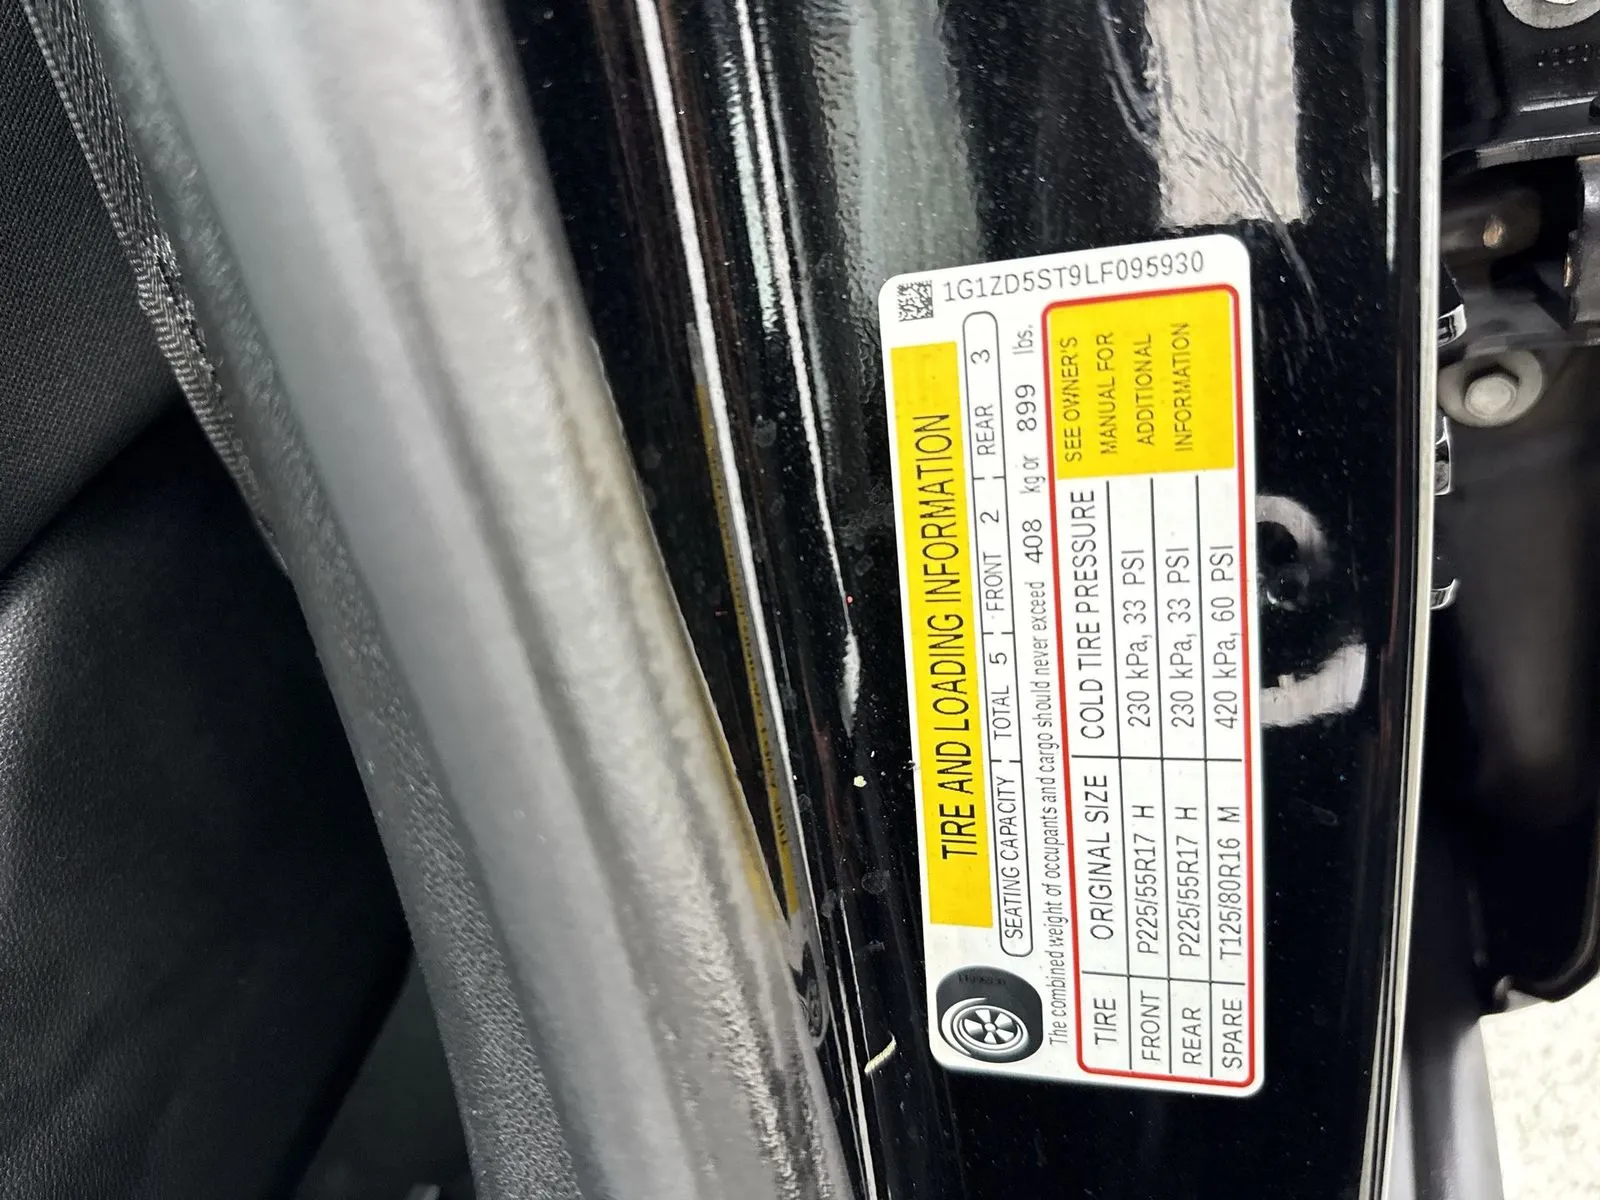 1G1ZD5ST9LF095930
TIRE AND LOADING INFORMATION
SEATING CAPACITY TOTAL 5 FRONT 2 REAR 3
The combined weight of occupants and cargo should never exceed 408 kg or 899 lbs.
TIRE ORIGINAL SIZE COLD TIRE PRESSURE
FRONT P225/55R17 H 230 kPa, 33 PSI
REAR P225/55R17 H 230 kPa, 33 PSI
SPARE T125/80R16 M 420 kPa, 60 PSI
SEE OWNER'S
MANUAL FOR
ADDITIONAL
INFORMATION